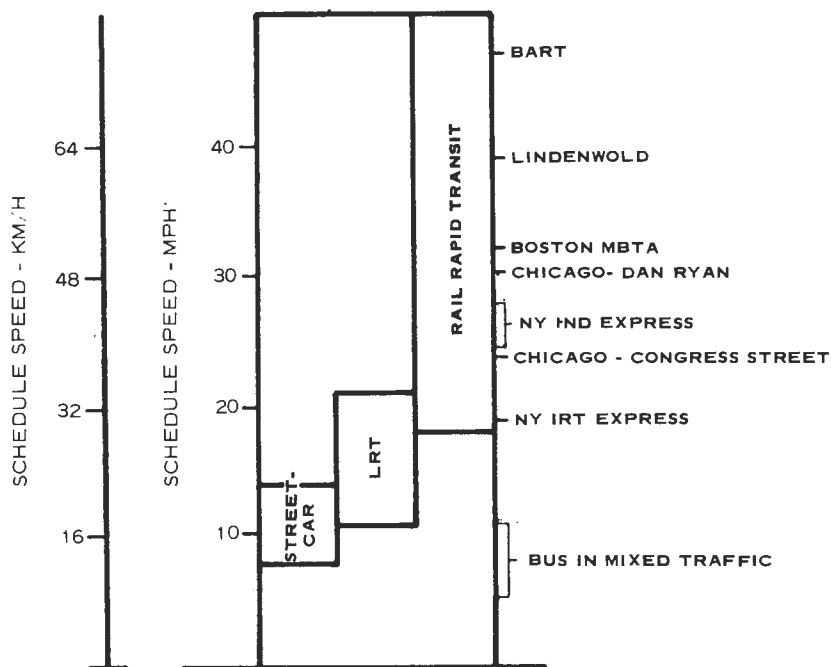 SCHEDULE SPEED - KM/H
64
48
32
16
SCHEDULE SPEED - MPH
40
30
20
10
STREET-
CAR
LRT
RAIL RAPID TRANSIT
BART
LINDENWOLD
BOSTON MBTA
CHICAGO- DAN RYAN
NY IND EXPRESS
CHICAGO - CONGRESS STREET
NY IRT EXPRESS
BUS IN MIXED TRAFFIC